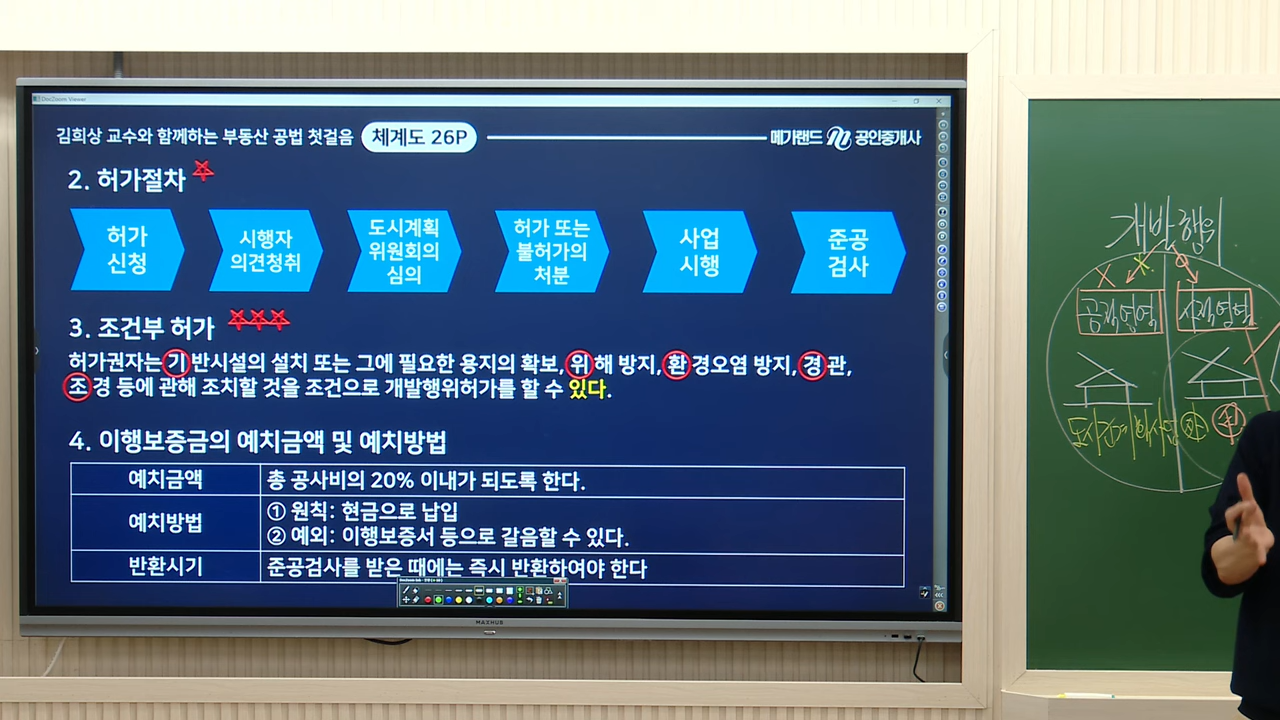 DocZoom Viewer
김희상 교수와 함께하는 부동산 공법 첫걸음 체계도 26P
메가랜드 공인중개사
2. 허가절차
허가
신청
시행자
의견청취
도시계획
위원회의
심의
허가 또는
불허가의
처분
사업
시행
준공
검사
3. 조건부 허가
허가권자는 기반시설의 설치 또는 그에 필요한 용지의 확보, 위해 방지, 환경오염 방지, 경관,
조경 등에 관해 조치할 것을 조건으로 개발행위허가를 할 수 있다.
4. 이행보증금의 예치금액 및 예치방법
예치금액 총 공사비의 20% 이내가 되도록 한다.
예치방법 ① 원칙: 현금으로 납입
② 예외: 이행보증서 등으로 갈음할 수 있다.
반환시기 준공검사를 받은 때에는 즉시 반환하여야 한다
MAXHUB
개발행위
공적영역 사적영역